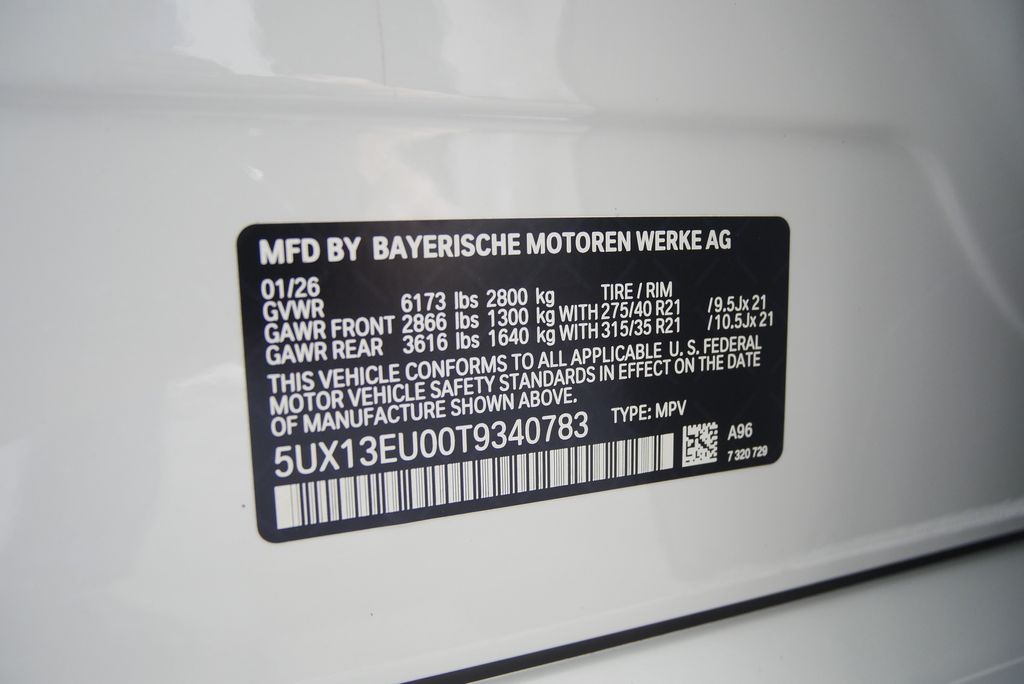 MFD BY BAYERISCHE MOTOREN WERKE AG
01/26 TIRE / RIM
GVWR 6173 lbs 2800 kg
GAWR FRONT 2866 lbs 1300 kg WITH 275/40 R21 /9.5Jx21
GAWR REAR 3616 lbs 1640 kg WITH 315/35 R21 /10.5Jx21
THIS VEHICLE CONFORMS TO ALL APPLICABLE U.S. FEDERAL
MOTOR VEHICLE SAFETY STANDARDS IN EFFECT ON THE DATE
OF MANUFACTURE SHOWN ABOVE.
TYPE: MPV
5UX13EU00T9340783
A96
7 320 729